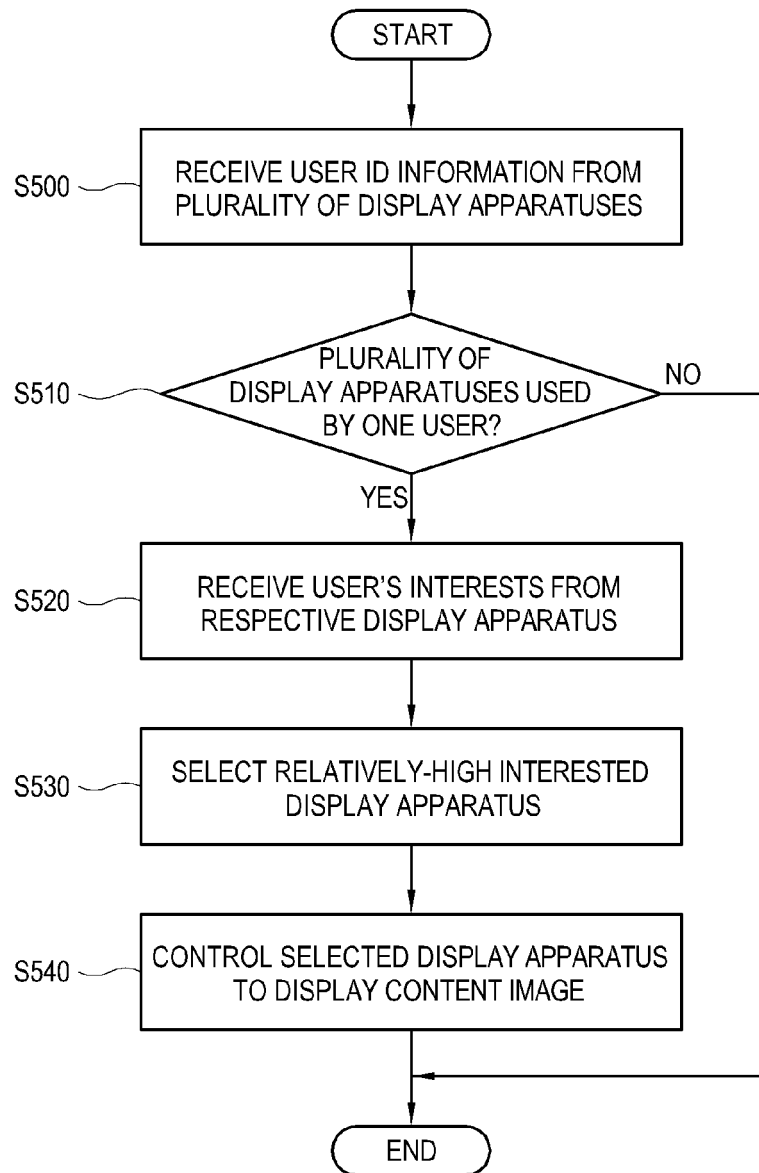 START
S500
RECEIVE USER ID INFORMATION FROM
PLURALITY OF DISPLAY APPARATUSES
S510
PLURALITY OF
DISPLAY APPARATUSES USED
BY ONE USER?
NO
YES
S520
RECEIVE USER'S INTERESTS FROM
RESPECTIVE DISPLAY APPARATUS
S530
SELECT RELATIVELY-HIGH INTERESTED
DISPLAY APPARATUS
S540
CONTROL SELECTED DISPLAY APPARATUS
TO DISPLAY CONTENT IMAGE
END